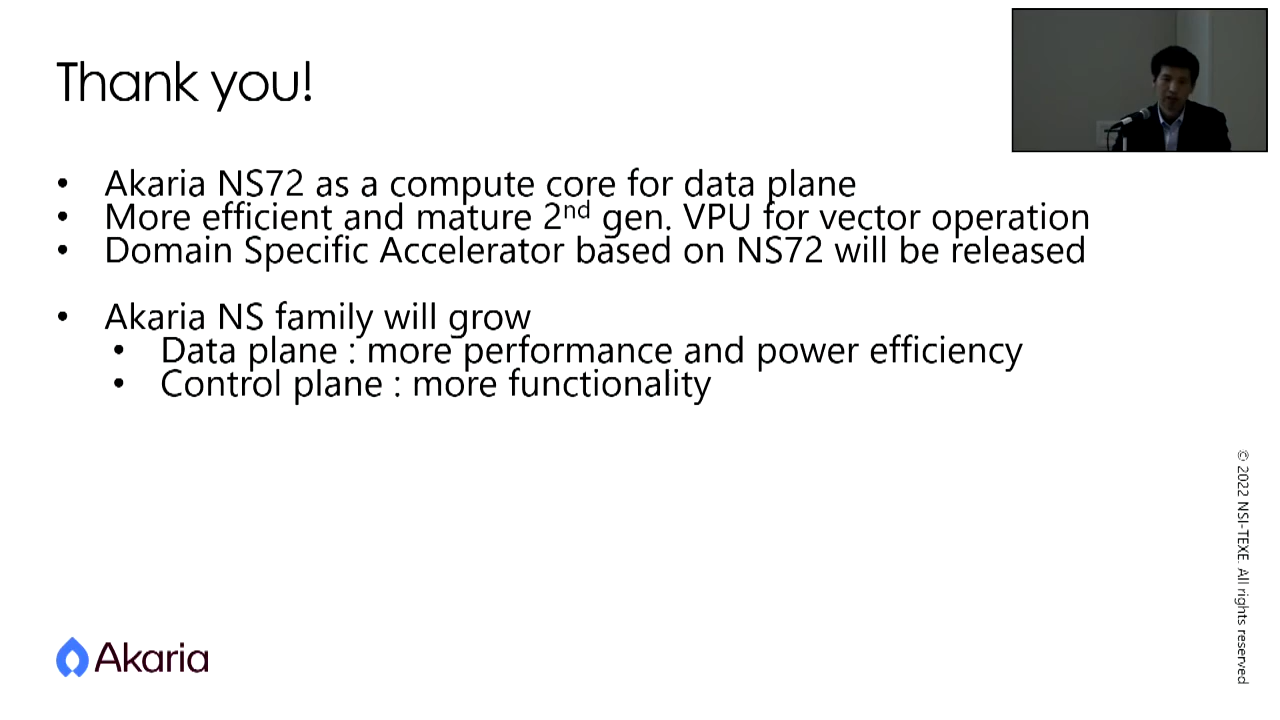 Thank you!
• Akaria NS72 as a compute core for data plane
• More efficient and mature 2nd gen. VPU for vector operation
• Domain Specific Accelerator based on NS72 will be released
• Akaria NS family will grow
• Data plane : more performance and power efficiency
• Control plane : more functionality
© 2022 NSI-TEXE. All rights reserved
Akaria